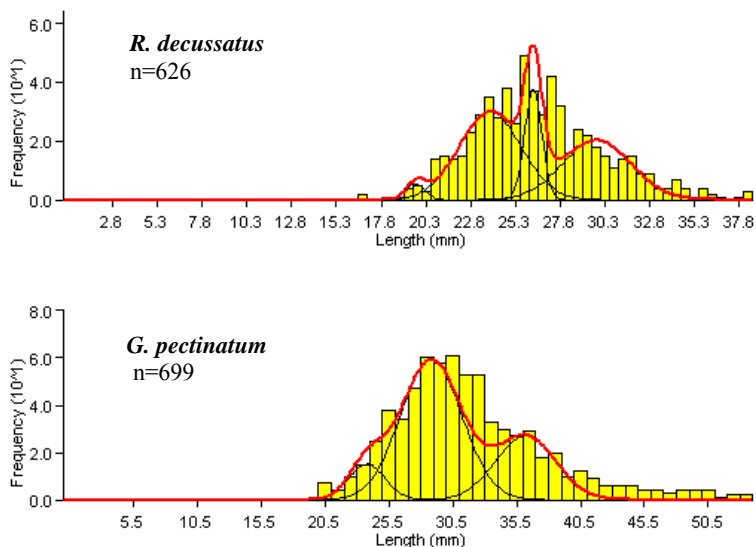 6.0
R. decussatus
n=626
4.0
2.0
0.0
Frequency (10^1)
2.8 5.3 7.8 10.3 12.8 15.3 17.8 20.3 22.8 25.3 27.8 30.3 32.8 35.3 37.8
Length (mm)
8.0
G. pectinatum
n=699
6.0
4.0
2.0
0.0
Frequency (10^1)
5.5 10.5 15.5 20.5 25.5 30.5 35.5 40.5 45.5 50.5
Length (mm)